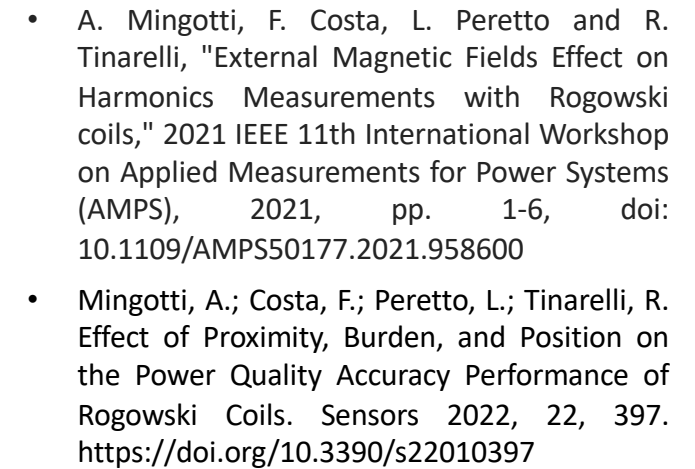 • A. Mingotti, F. Costa, L. Peretto and R.
Tinarelli, "External Magnetic Fields Effect on
Harmonics Measurements with Rogowski
coils," 2021 IEEE 11th International Workshop
on Applied Measurements for Power Systems
(AMPS), 2021, pp. 1-6, doi:
10.1109/AMPS50177.2021.958600
• Mingotti, A.; Costa, F.; Peretto, L.; Tinarelli, R.
Effect of Proximity, Burden, and Position on
the Power Quality Accuracy Performance of
Rogowski Coils. Sensors 2022, 22, 397.
https://doi.org/10.3390/s22010397